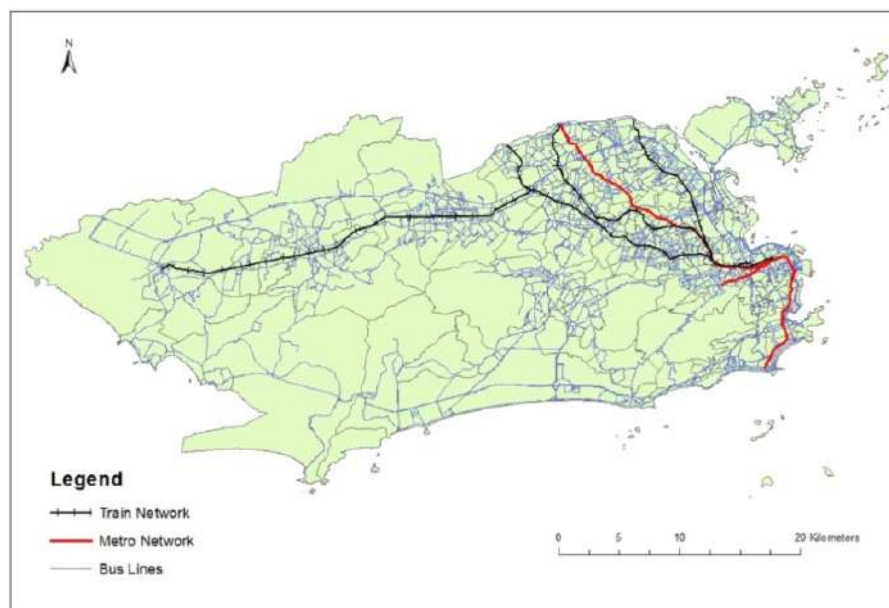 N
Legend
Train Network
Metro Network
Bus Lines
0 5 10 20 Kilometers